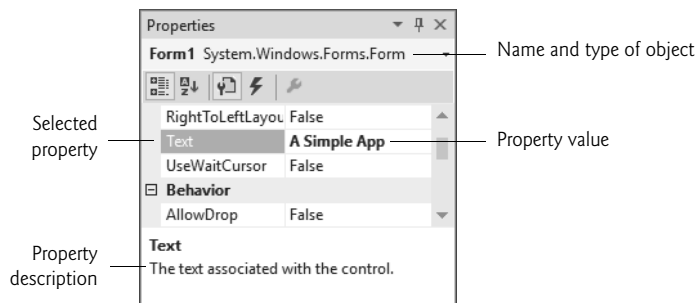 Properties
Form1 System.Windows.Forms.Form
Name and type of object
RightToLeftLayou False
Selected property
Text A Simple App
Property value
UseWaitCursor False
Behavior
AllowDrop False
Property description
Text
The text associated with the control.